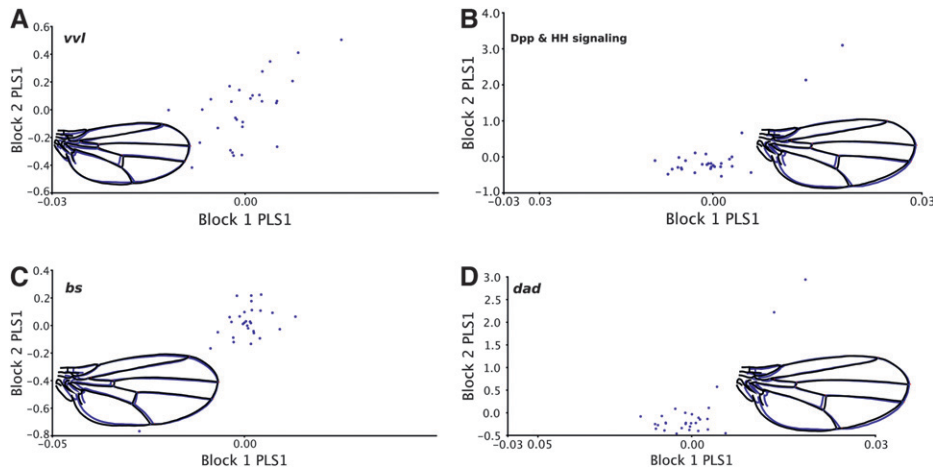 A
vvl
Block 2 PLS1
0.6
0.4
0.2
0.0
-0.2
-0.4
-0.6
-0.03 0.00
Block 1 PLS1
B
Dpp & HH signaling
Block 2 PLS1
4.0
3.0
2.0
1.0
0.0
-1.0
-0.03 0.03 0.00 0.03
Block 1 PLS1
C
bs
Block 2 PLS1
0.4
0.2
0.0
-0.2
-0.4
-0.6
-0.8
-0.05 0.00
Block 1 PLS1
D
dad
Block 2 PLS1
3.0
2.5
2.0
1.5
1.0
0.5
0.0
-0.5
-0.03 0.05 0.00 0.03
Block 1 PLS1